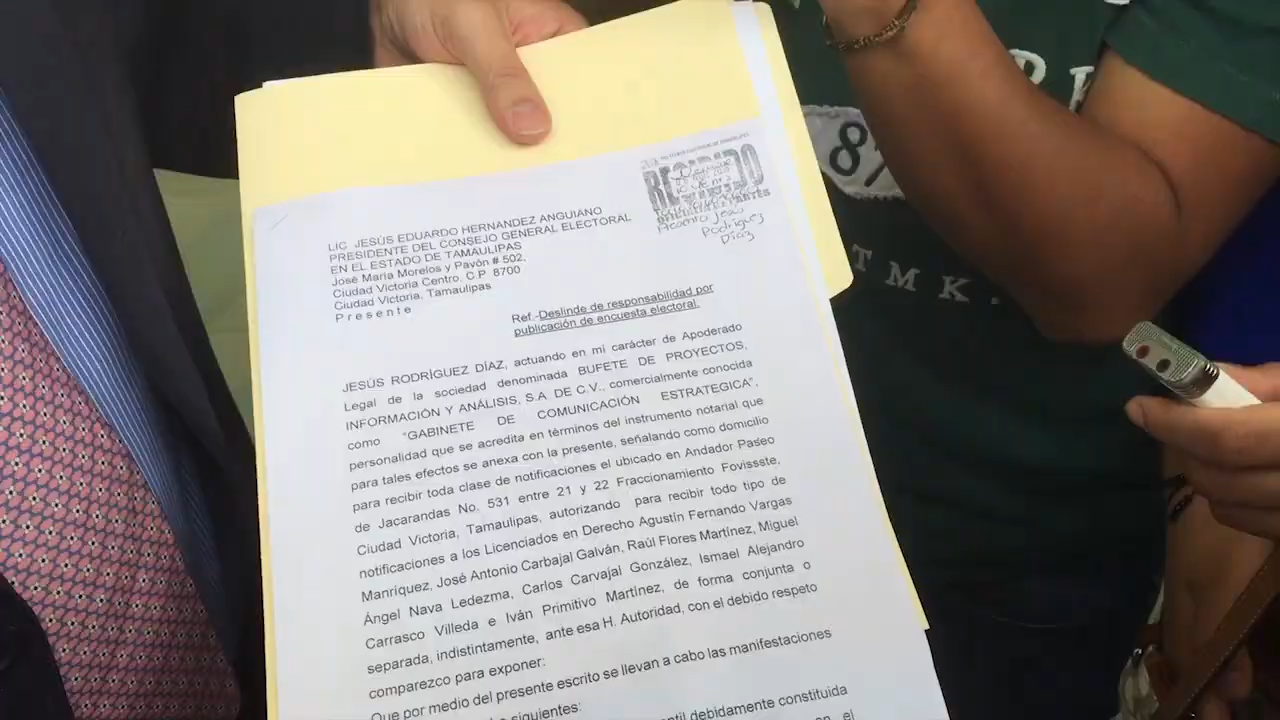 RECIBIDO
Acanto Jesús
Rodríguez
Díaz
LIC JESÚS EDUARDO HERNANDEZ ANGUIANO
PRESIDENTE DEL CONSEJO GENERAL ELECTORAL
EN EL ESTADO DE TAMAULIPAS
José María Morelos y Pavón # 502,
Ciudad Victoria Centro, C.P. 8700
Ciudad Victoria, Tamaulipas
P r e s e n t e
Ref.-Deslinde de responsabilidad por
publicación de encuesta electoral.
JESÚS RODRÍGUEZ DÍAZ, actuando en mi carácter de Apoderado
Legal de la sociedad denominada BUFETE DE PROYECTOS,
INFORMACIÓN Y ANÁLISIS, S.A. DE C.V., comercialmente conocida
como "GABINETE DE COMUNICACIÓN ESTRATEGICA",
personalidad que se acredita en términos del instrumento notarial que
para tales efectos se anexa con la presente, señalando como domicilio
para recibir toda clase de notificaciones el ubicado en Andador Paseo
de Jacarandas No. 531 entre 21 y 22 Fraccionamiento Fovissste,
Ciudad Victoria, Tamaulipas, autorizando para recibir todo tipo de
notificaciones a los Licenciados en Derecho Agustín Fernando Vargas
Manríquez, José Antonio Carbajal Galván, Raúl Flores Martínez, Miguel
Ángel Nava Ledezma, Carlos Carvajal González, Ismael Alejandro
Carrasco Villeda e Iván Primitivo Martínez, de forma conjunta o
separada, indistintamente, ante esa H. Autoridad, con el debido respeto
comparezco para exponer:
Que por medio del presente escrito se llevan a cabo las manifestaciones
siguientes:
debidamente constituida
en el
87
T M K